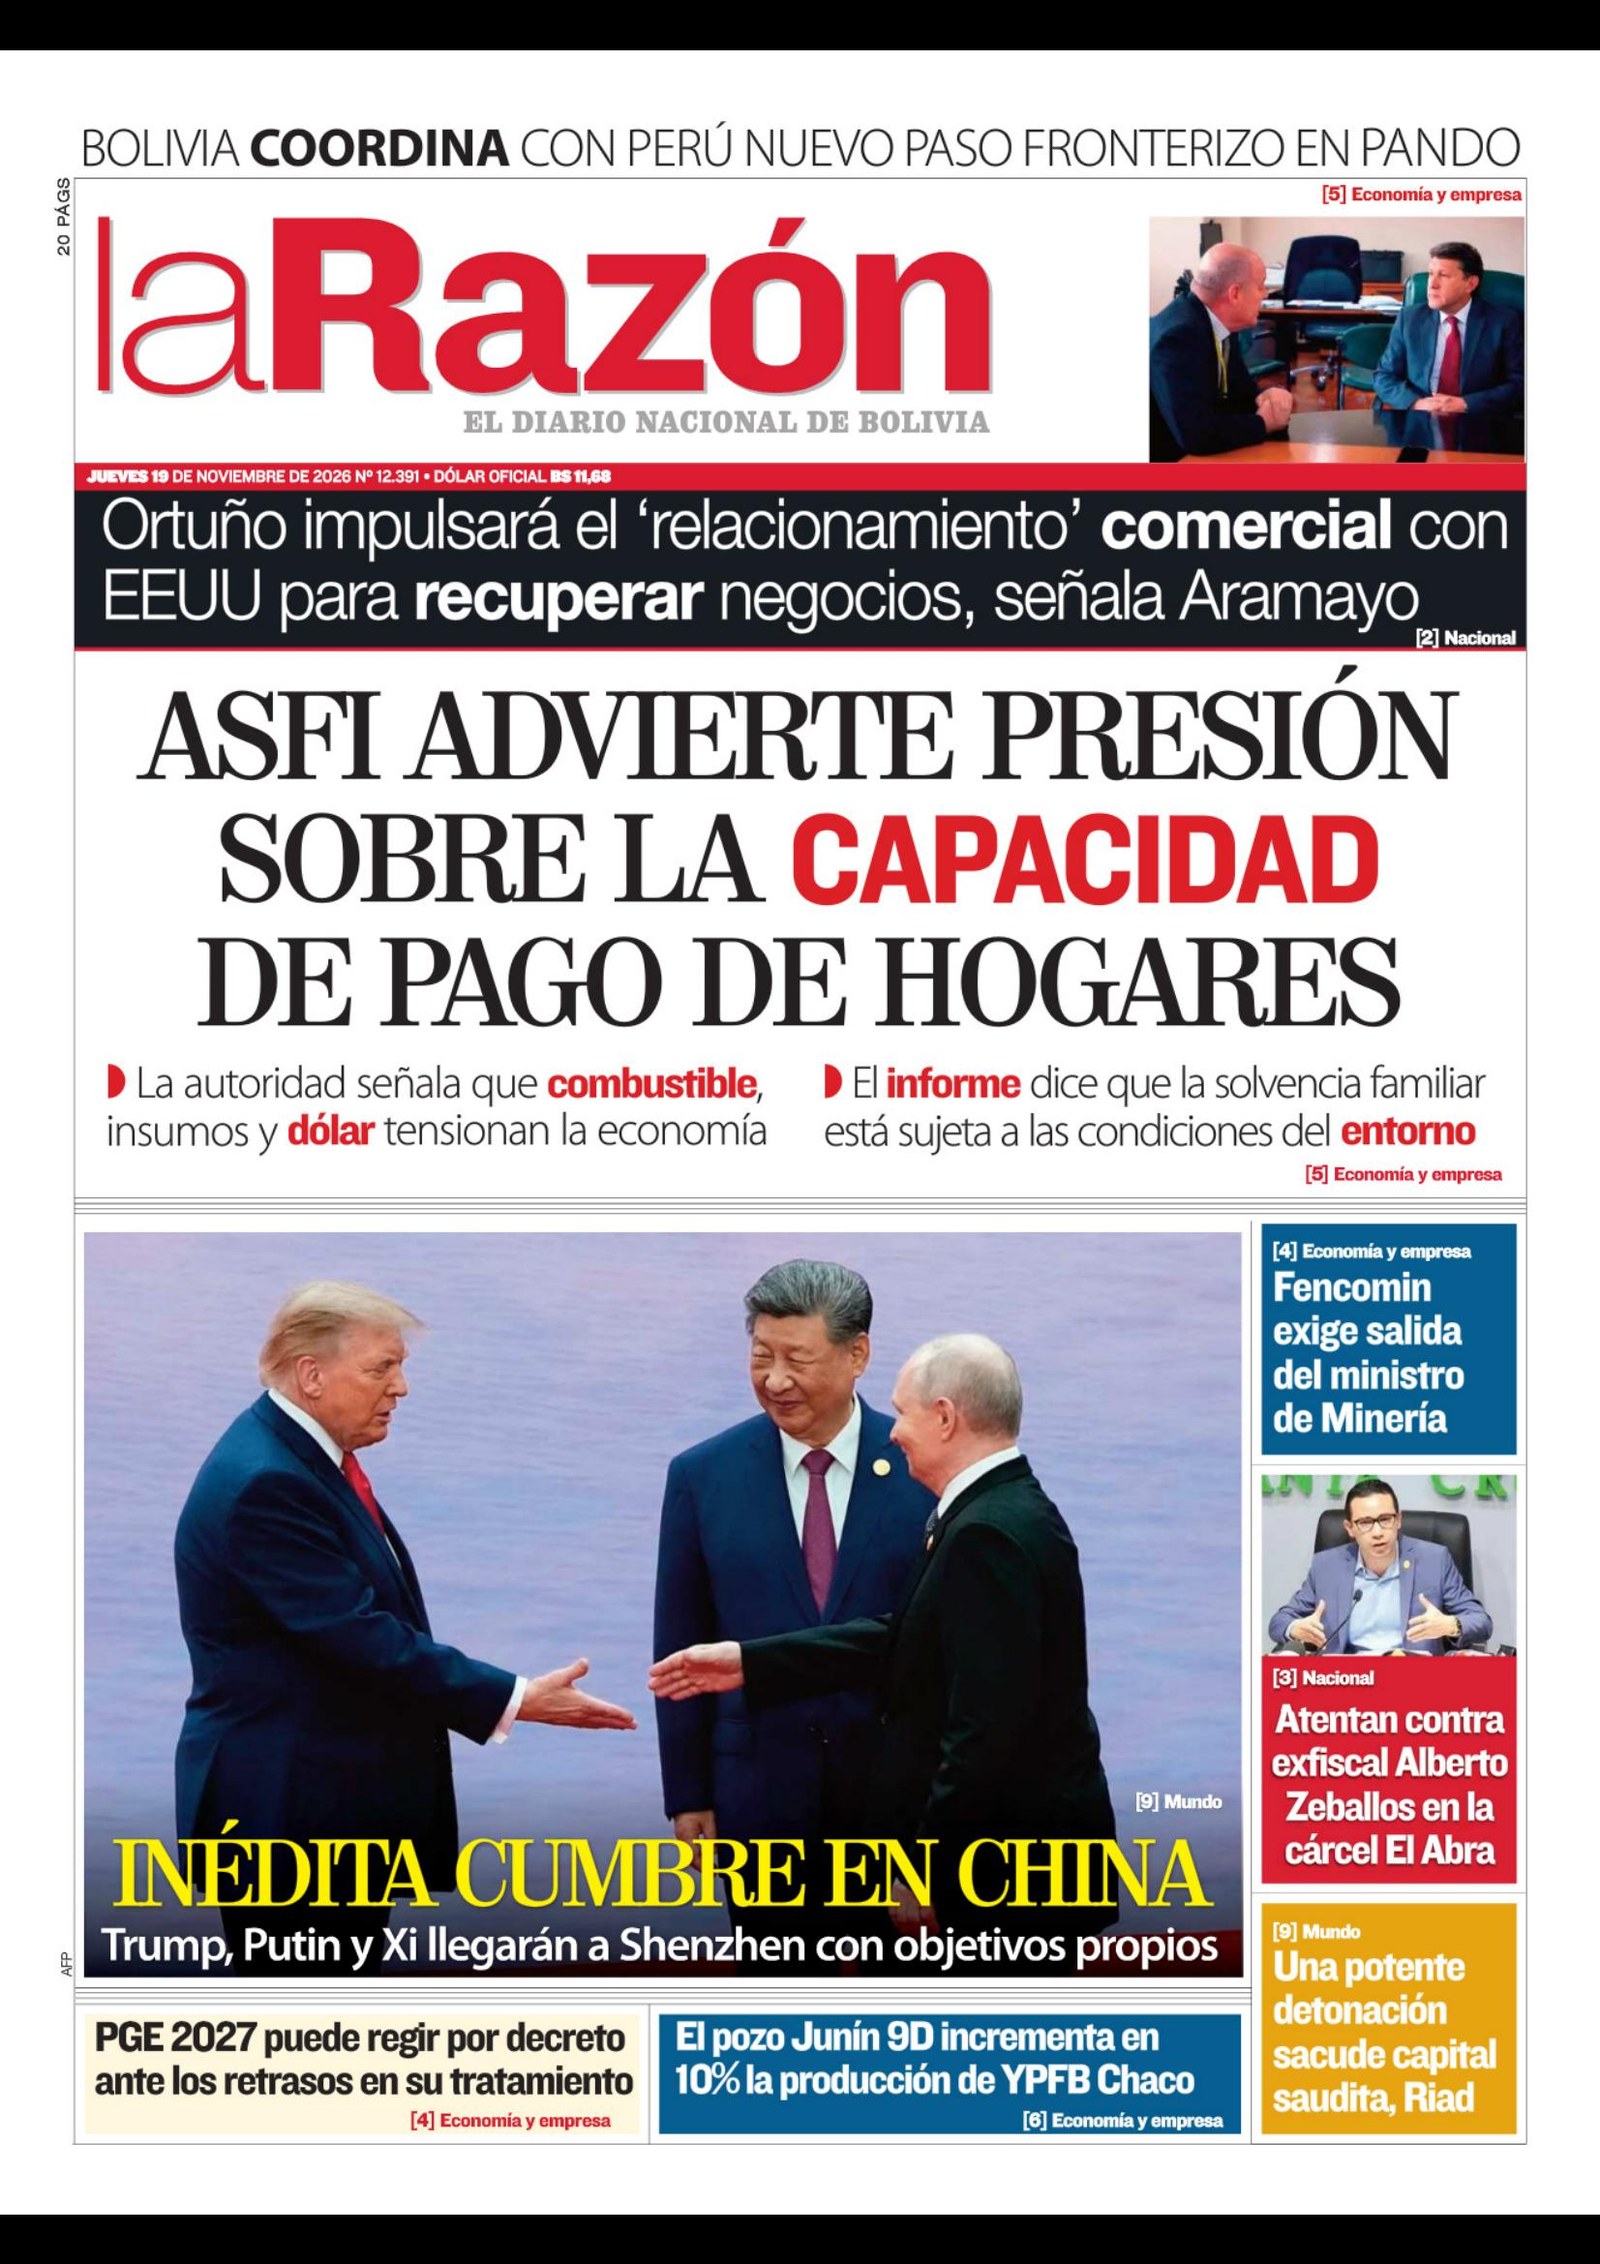 BOLIVIA COORDINA CON PERÚ NUEVO PASO FRONTERIZO EN PANDO
20 PÁGS
[5] Economía y empresa
laRazón
EL DIARIO NACIONAL DE BOLIVIA
JUEVES 19 DE NOVIEMBRE DE 2026 Nº 12.391 • DÓLAR OFICIAL BS 11,68
Ortuño impulsará el ‘relacionamiento’ comercial con
EEUU para recuperar negocios, señala Aramayo
[2] Nacional
ASFI ADVIERTE PRESIÓN
SOBRE LA CAPACIDAD
DE PAGO DE HOGARES
La autoridad señala que combustible,
insumos y dólar tensionan la economía
El informe dice que la solvencia familiar
está sujeta a las condiciones del entorno
[5] Economía y empresa
[9] Mundo
INÉDITA CUMBRE EN CHINA
Trump, Putin y Xi llegarán a Shenzhen con objetivos propios
AFP
[4] Economía y empresa
Fencomin
exige salida
del ministro
de Minería
[3] Nacional
Atentan contra
exfiscal Alberto
Zeballos en la
cárcel El Abra
[9] Mundo
Una potente
detonación
sacude capital
saudita, Riad
PGE 2027 puede regir por decreto
ante los retrasos en su tratamiento
[4] Economía y empresa
El pozo Junín 9D incrementa en
10% la producción de YPFB Chaco
[6] Economía y empresa